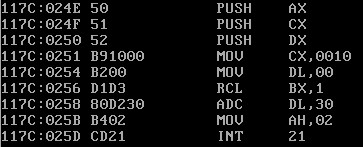 117C:024E 50 PUSH AX
117C:024F 51 PUSH CX
117C:0250 52 PUSH DX
117C:0251 B91000 MOV CX,0010
117C:0254 B200 MOV DL,00
117C:0256 D1D3 RCL BX,1
117C:0258 80D230 ADC DL,30
117C:025B B402 MOV AH,02
117C:025D CD21 INT 21